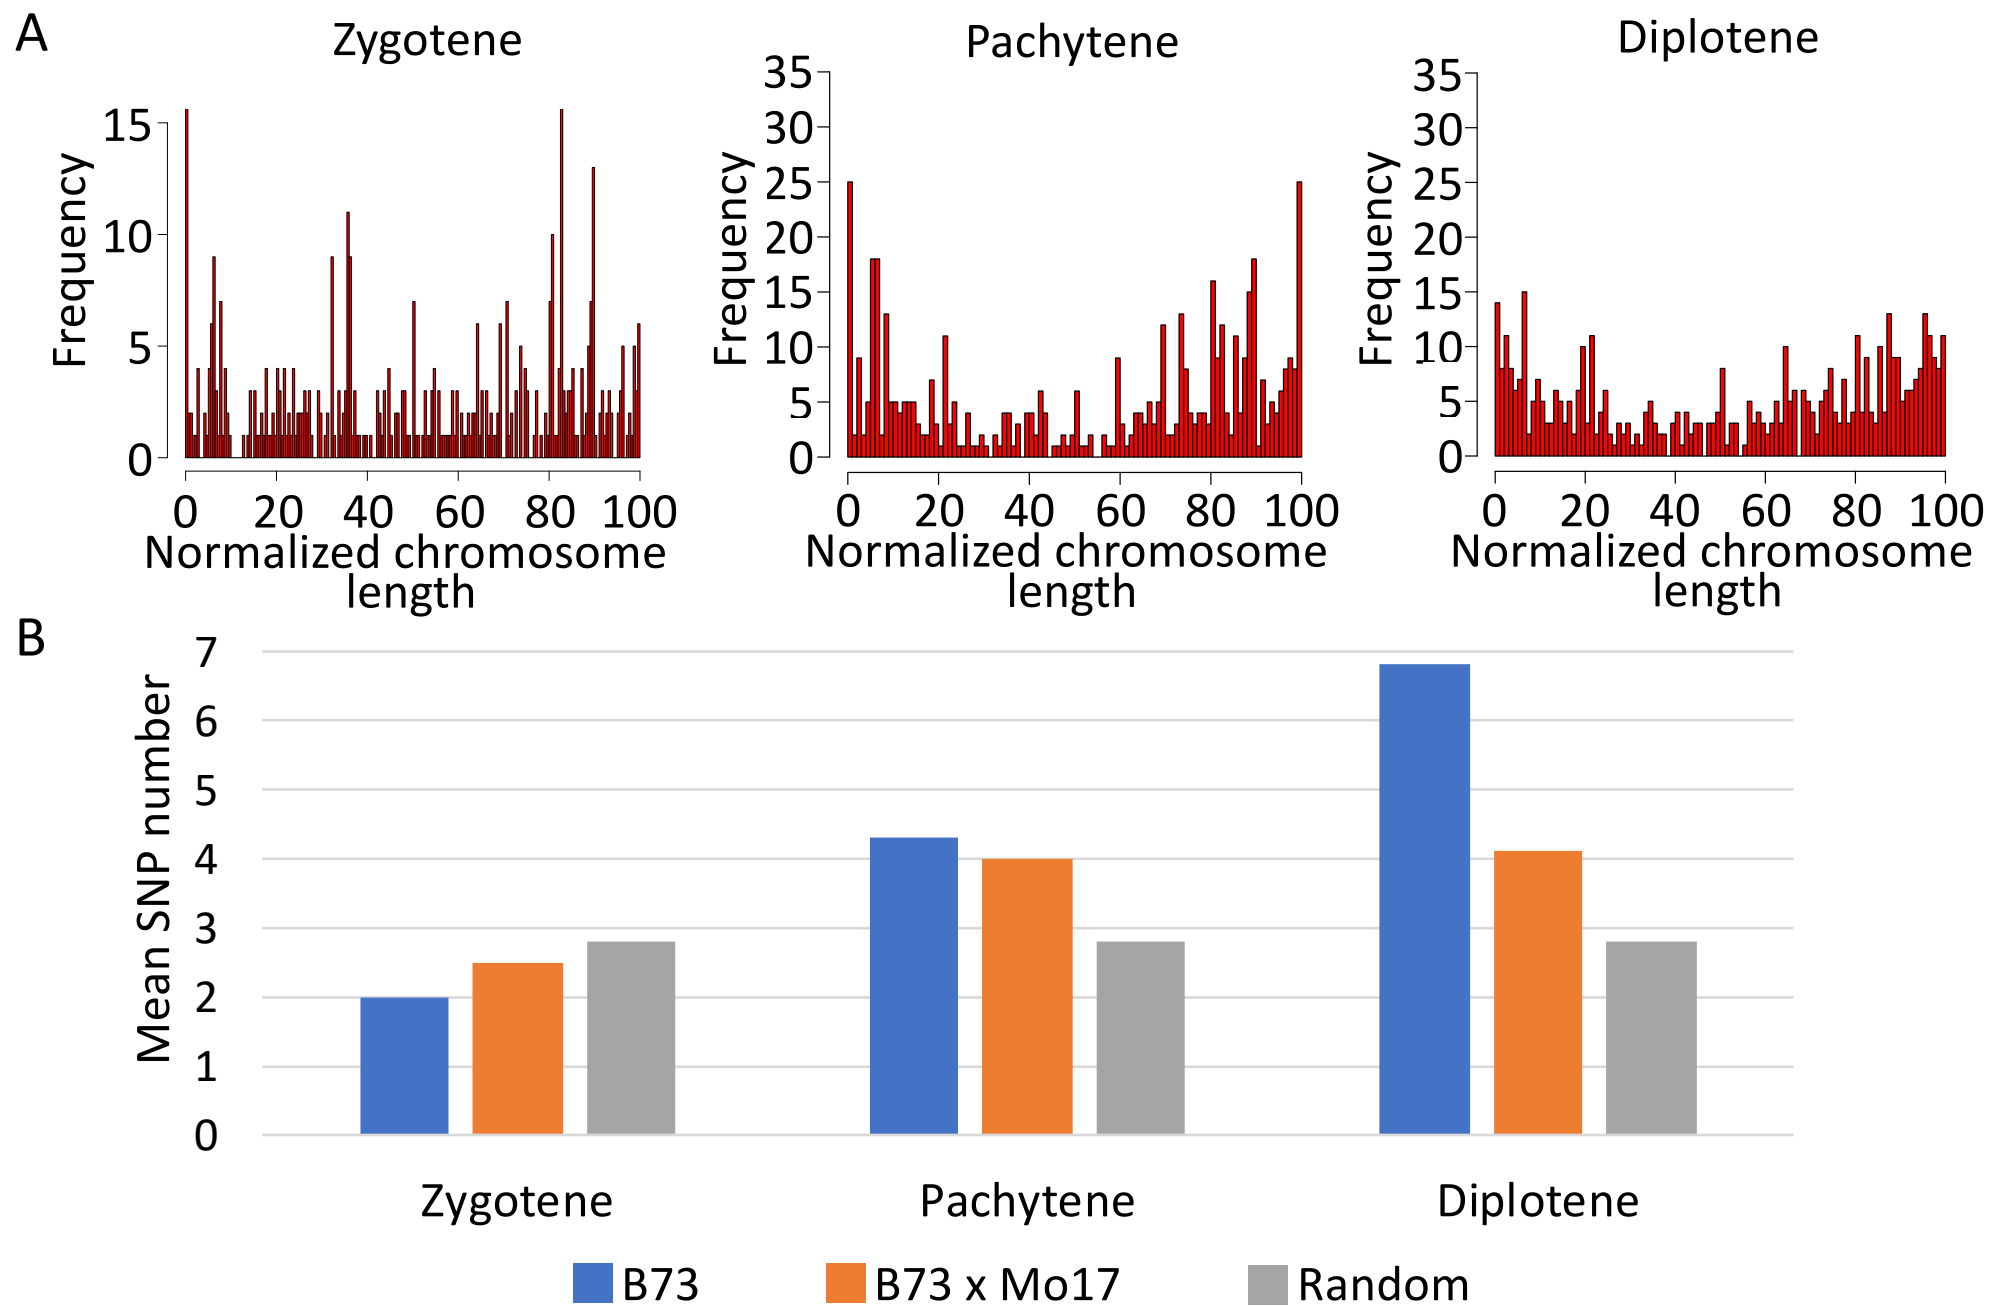 A
Zygotene
Frequency
15
10
5
0
0 20 40 60 80 100
Normalized chromosome
length
Pachytene
Frequency
35
30
25
20
15
10
5
0
0 20 40 60 80 100
Normalized chromosome
length
Diplotene
Frequency
35
30
25
20
15
10
5
0
0 20 40 60 80 100
Normalized chromosome
length
B
Mean SNP number
7
6
5
4
3
2
1
0
Zygotene Pachytene Diplotene
B73 B73 x Mo17 Random